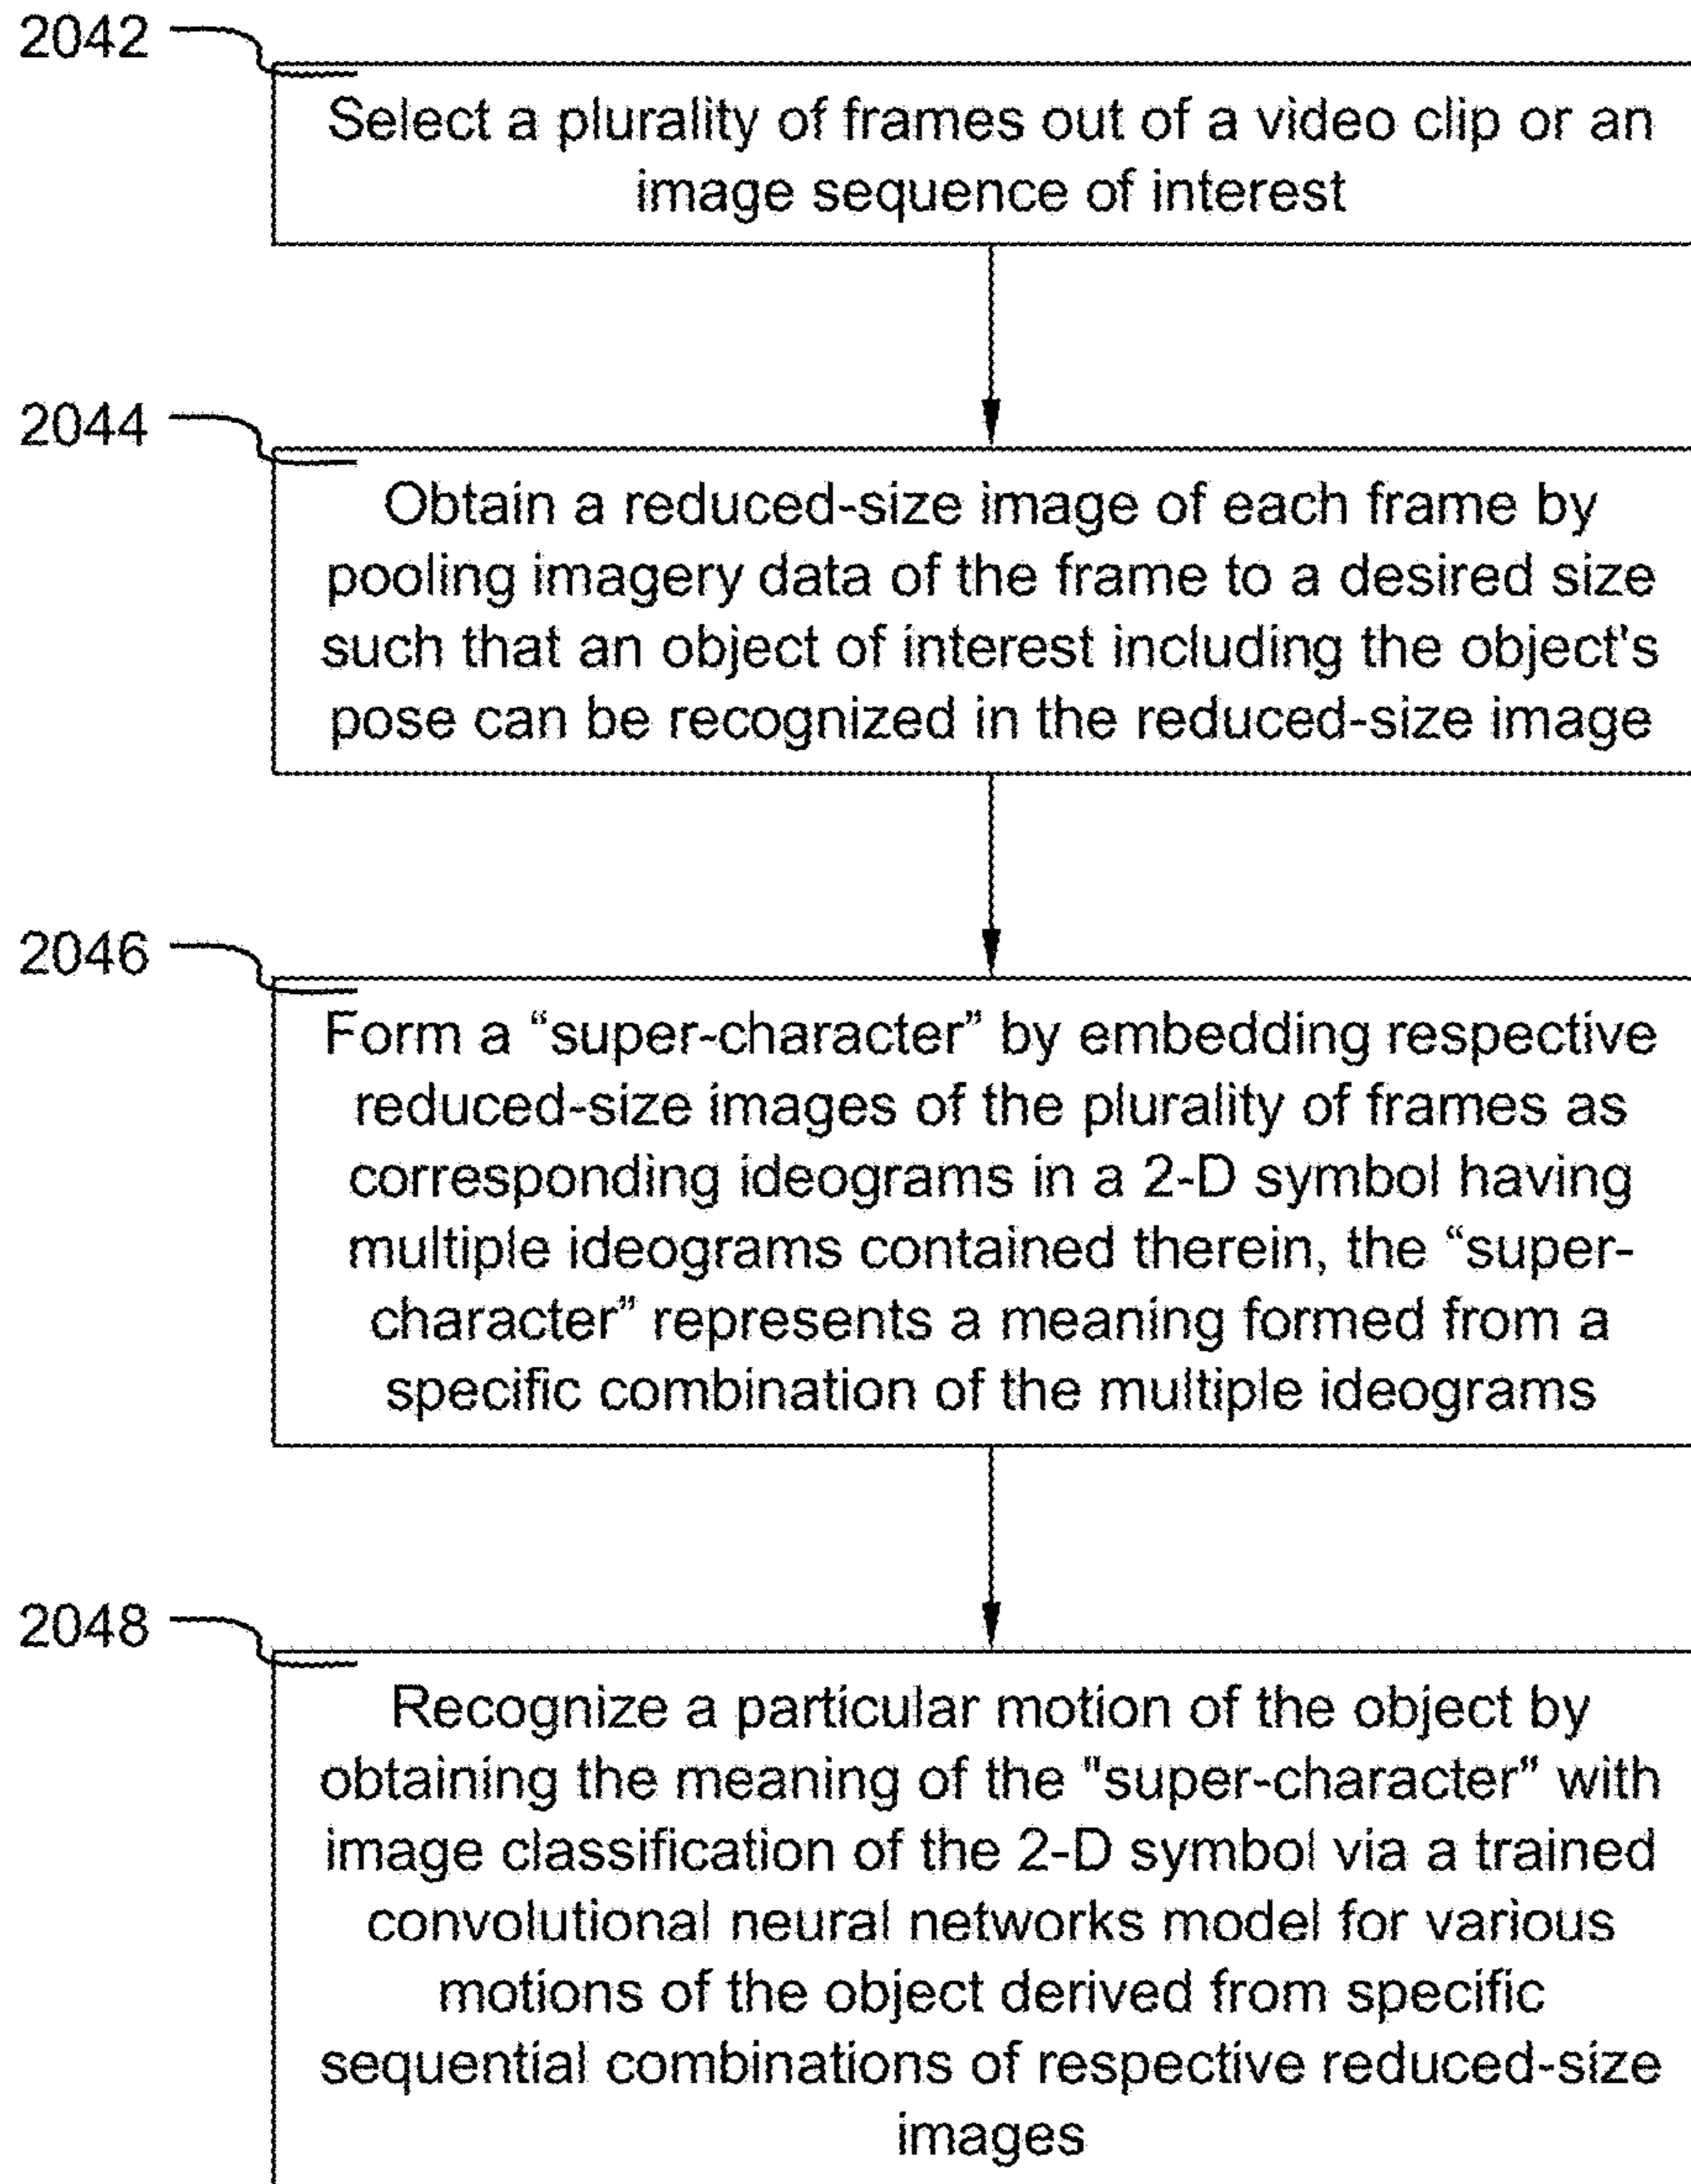 2042
Select a plurality of frames out of a video clip or an
image sequence of interest
2044
Obtain a reduced-size image of each frame by
pooling imagery data of the frame to a desired size
such that an object of interest including the object's
pose can be recognized in the reduced-size image
2046
Form a “super-character” by embedding respective
reduced-size images of the plurality of frames as
corresponding ideograms in a 2-D symbol having
multiple ideograms contained therein, the “super-
character” represents a meaning formed from a
specific combination of the multiple ideograms
2048
Recognize a particular motion of the object by
obtaining the meaning of the "super-character” with
image classification of the 2-D symbol via a trained
convolutional neural networks model for various
motions of the object derived from specific
sequential combinations of respective reduced-size
images